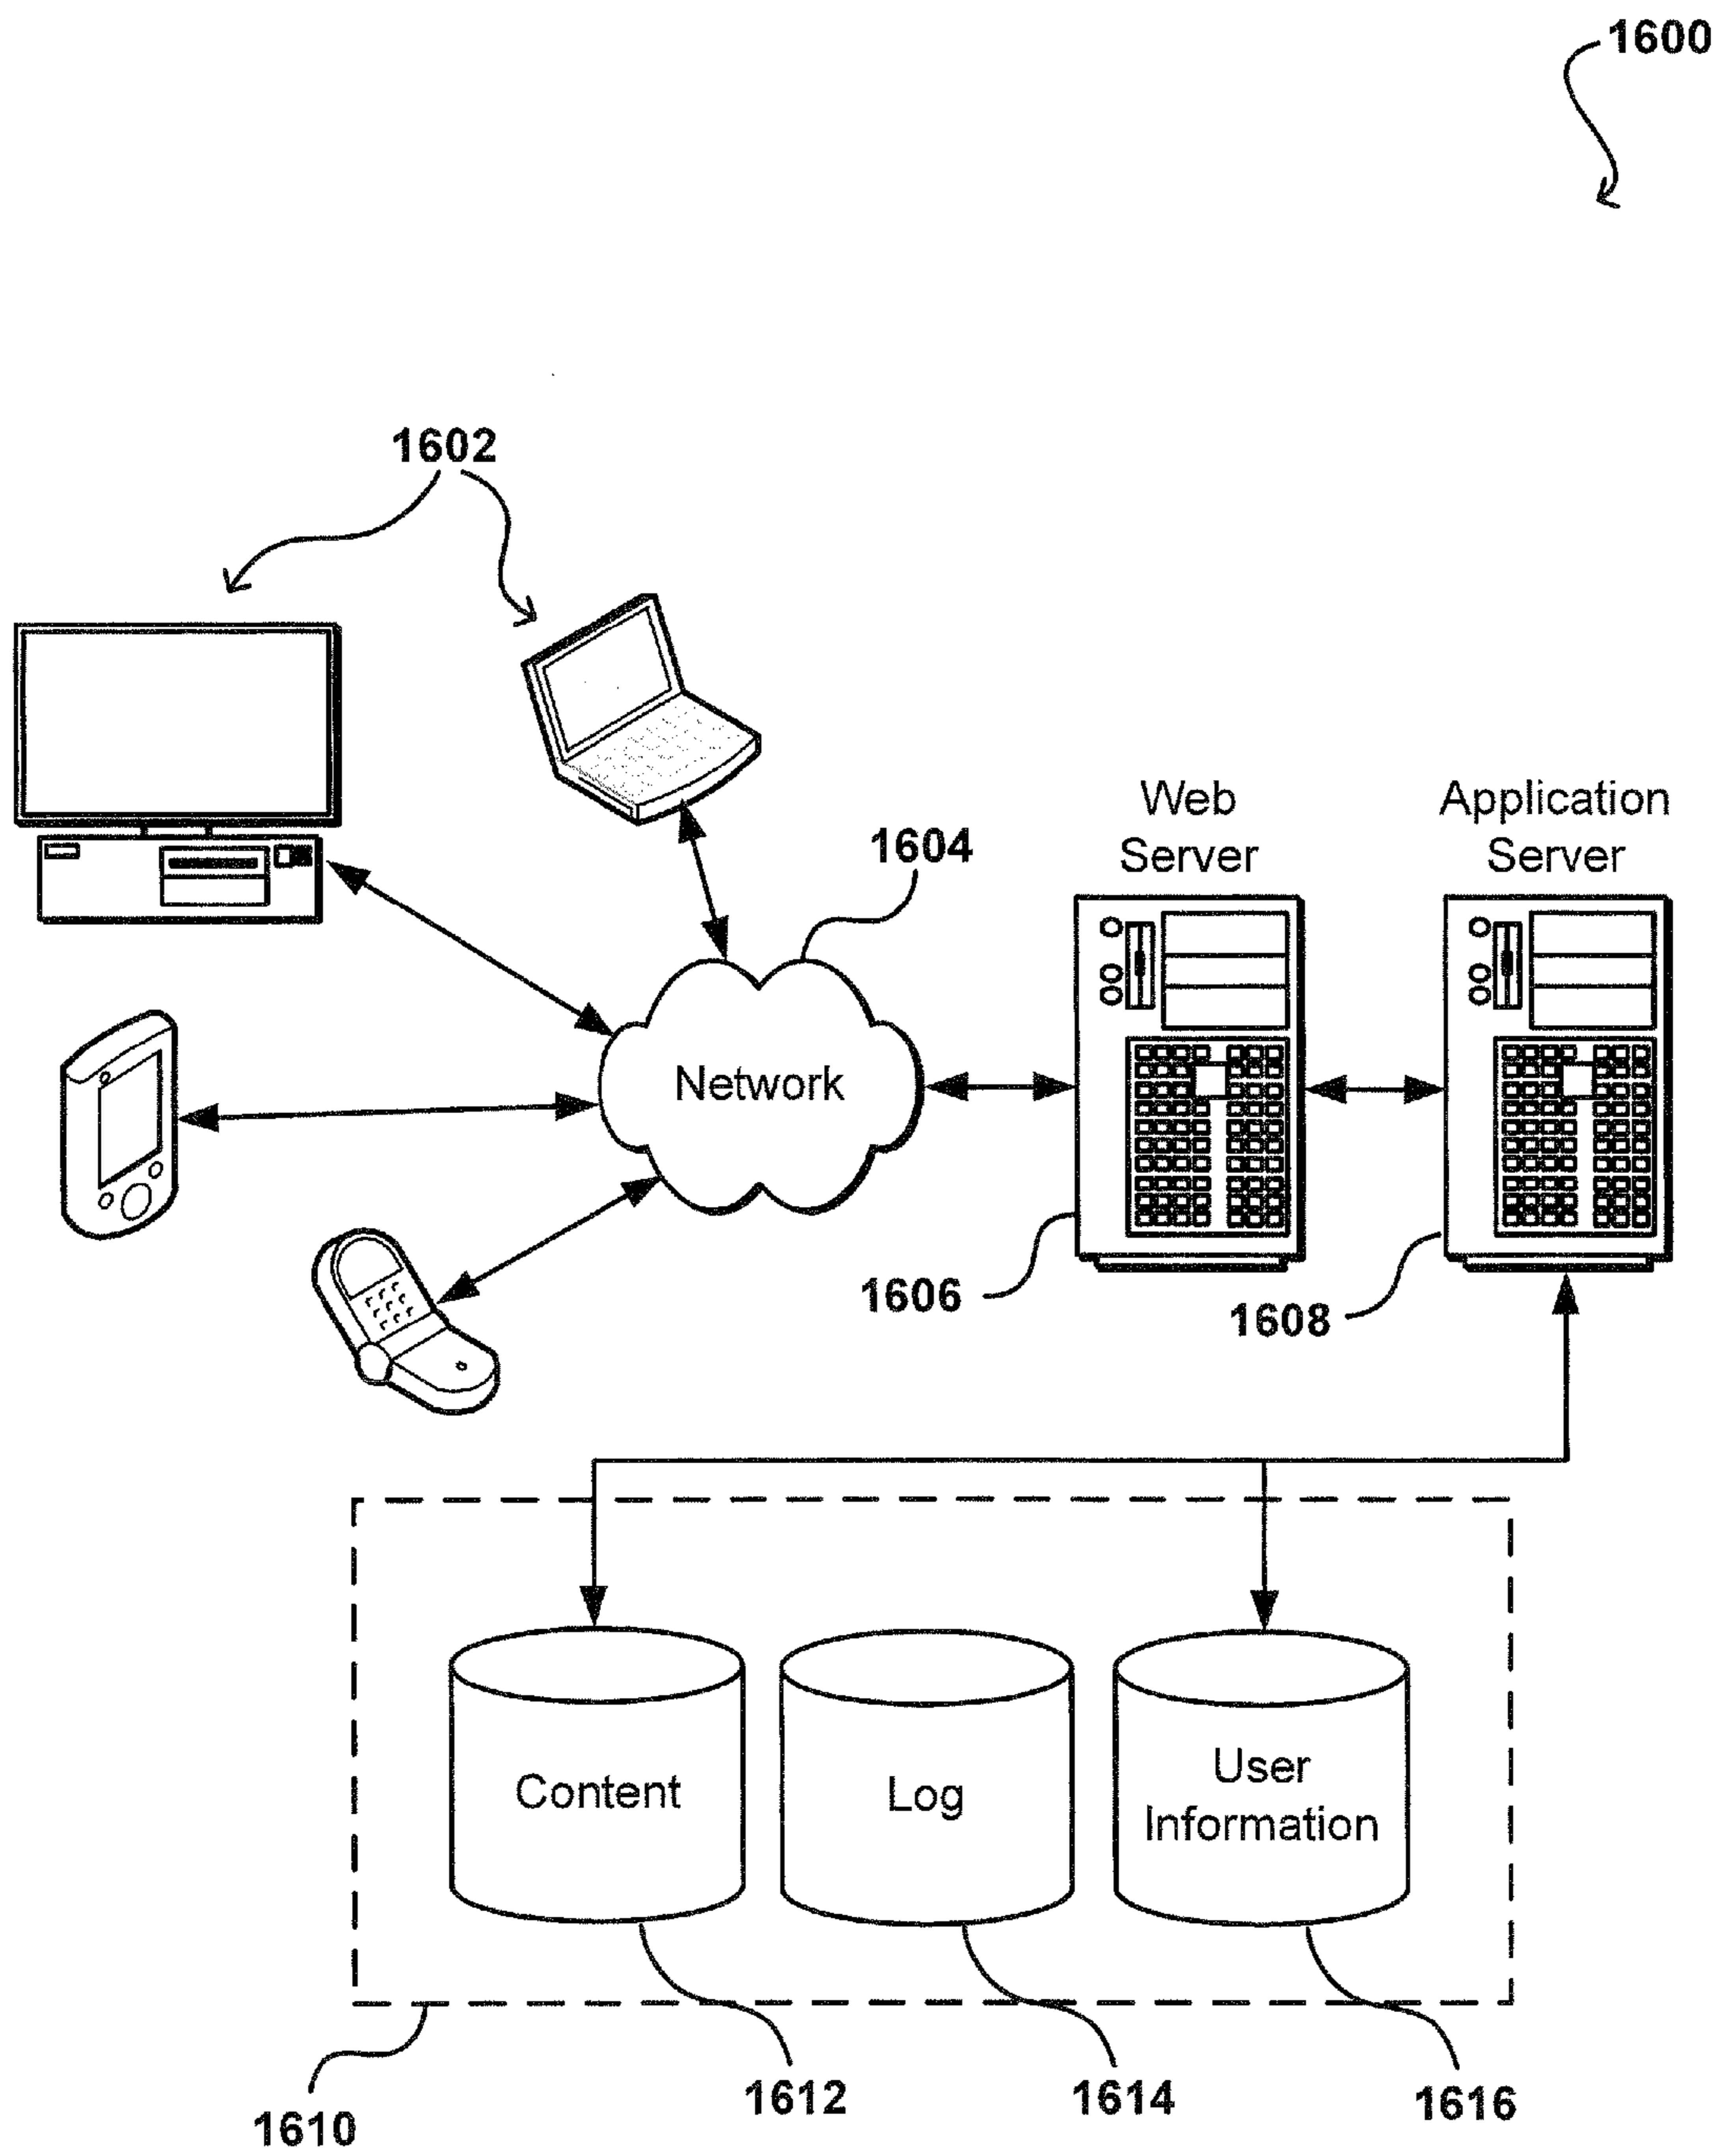 1600
1602
Web
Server
Application
Server
1604
Network
1606
1608
Content
Log
User
Information
1612
1614
1616
1610